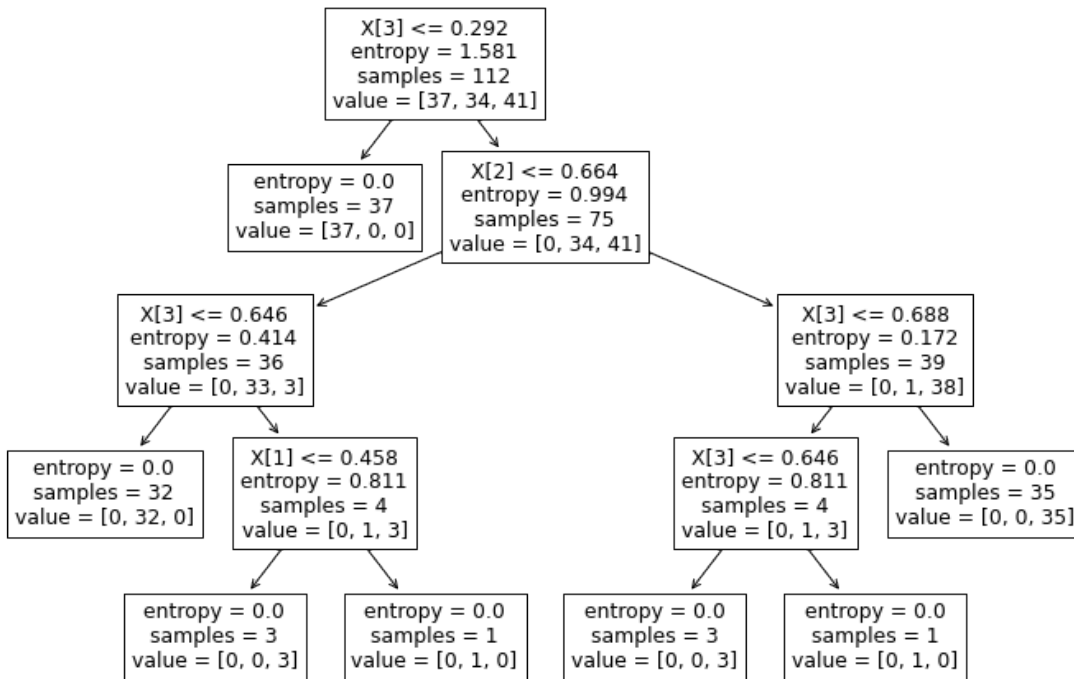 X[3] <= 0.292
entropy = 1.581
samples = 112
value = [37, 34, 41]
entropy = 0.0
samples = 37
value = [37, 0, 0]
X[2] <= 0.664
entropy = 0.994
samples = 75
value = [0, 34, 41]
X[3] <= 0.646
entropy = 0.414
samples = 36
value = [0, 33, 3]
X[3] <= 0.688
entropy = 0.172
samples = 39
value = [0, 1, 38]
entropy = 0.0
samples = 32
value = [0, 32, 0]
X[1] <= 0.458
entropy = 0.811
samples = 4
value = [0, 1, 3]
X[3] <= 0.646
entropy = 0.811
samples = 4
value = [0, 1, 3]
entropy = 0.0
samples = 35
value = [0, 0, 35]
entropy = 0.0
samples = 3
value = [0, 0, 3]
entropy = 0.0
samples = 1
value = [0, 1, 0]
entropy = 0.0
samples = 3
value = [0, 0, 3]
entropy = 0.0
samples = 1
value = [0, 1, 0]